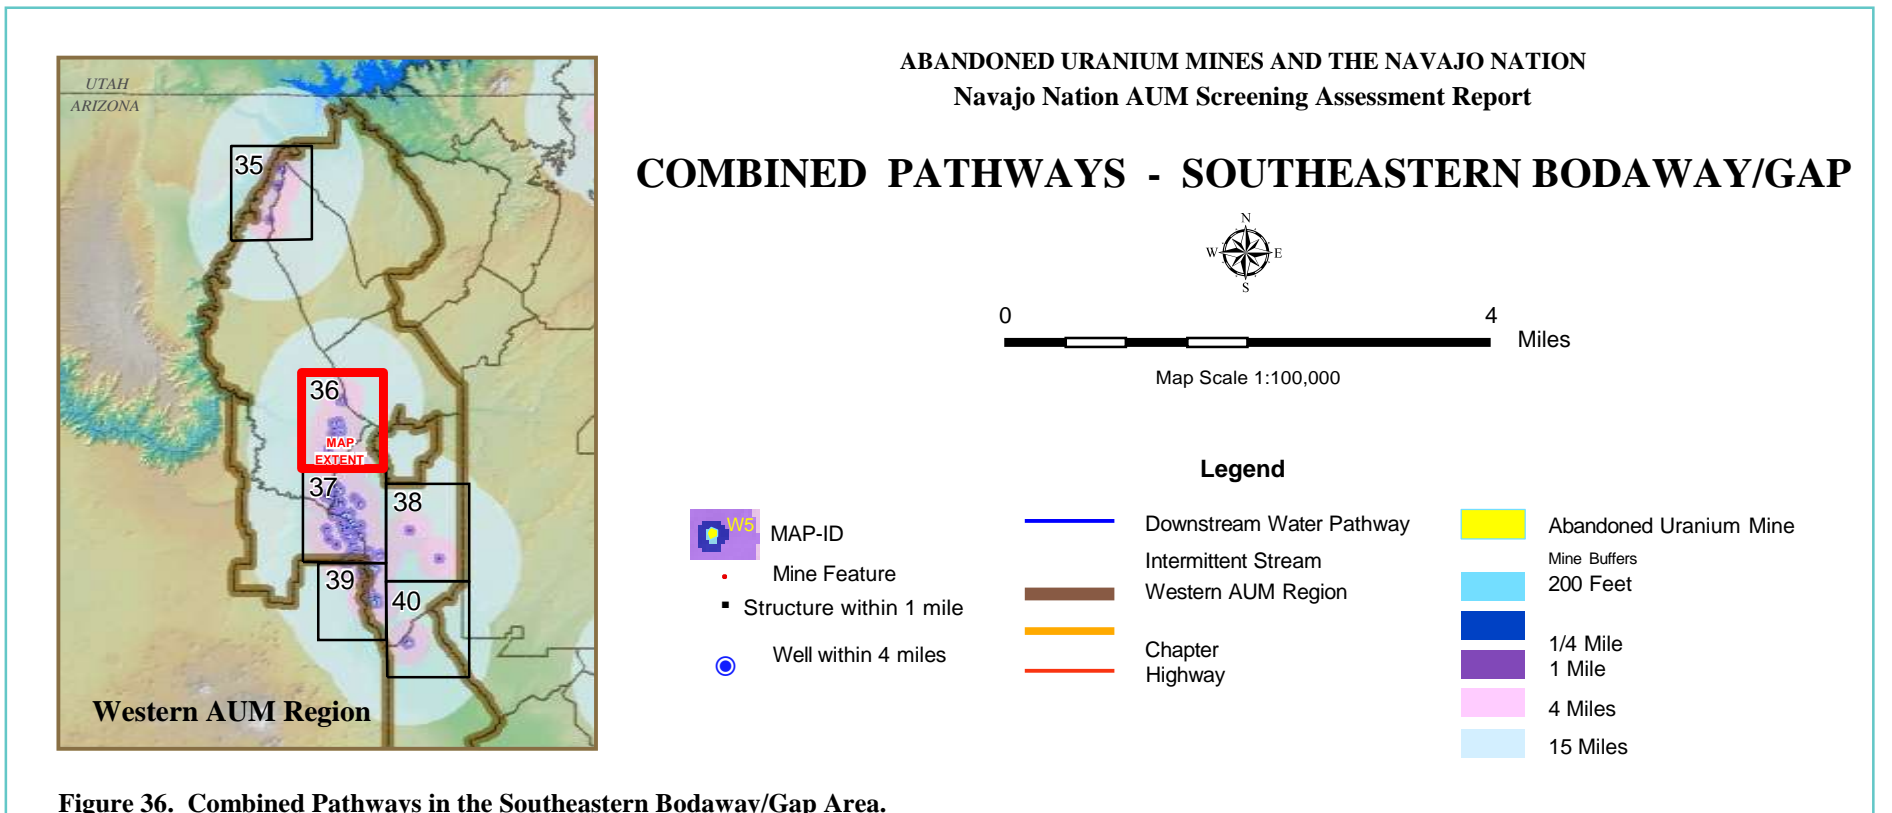 ABANDONED URANIUM MINES AND THE NAVAJO NATION
Navajo Nation AUM Screening Assessment Report
COMBINED PATHWAYS - SOUTHEASTERN BODAWAY/GAP
N
W E
S
0 4
Miles
Map Scale 1:100,000
UTAH
ARIZONA
35
36
MAP
EXTENT
37
38
39
40
Western AUM Region
Legend
W5
MAP-ID
Mine Feature
Structure within 1 mile
Well within 4 miles
Downstream Water Pathway
Intermittent Stream
Western AUM Region
Chapter
Highway
Abandoned Uranium Mine
Mine Buffers
200 Feet
1/4 Mile
1 Mile
4 Miles
15 Miles
Figure 36. Combined Pathways in the Southeastern Bodaway/Gap Area.